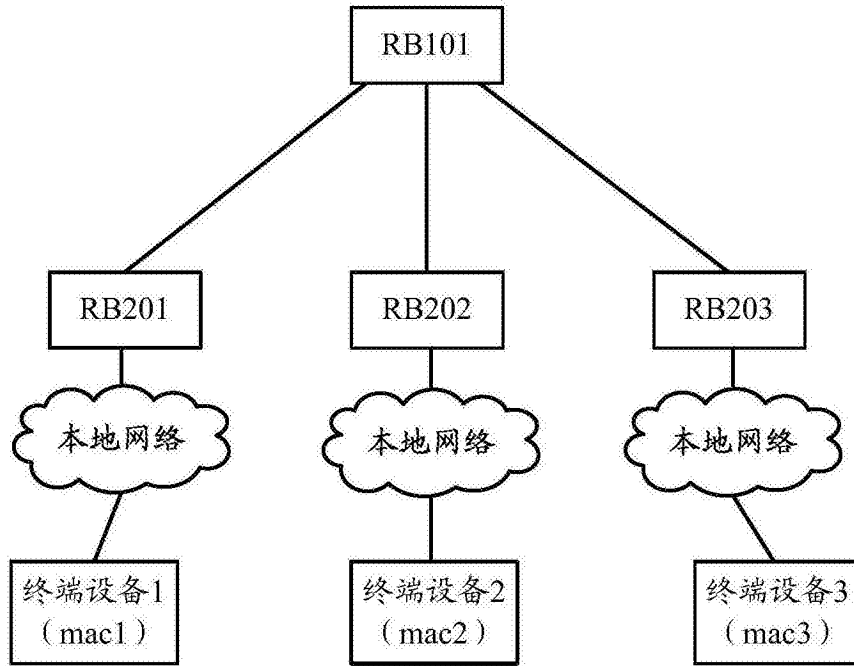 RB101
RB201
RB202
RB203
本地网络
本地网络
本地网络
终端设备1
（mac1）
终端设备2
（mac2）
终端设备3
（mac3）